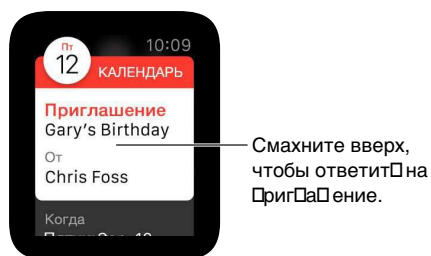 Пт
12
10:09
КАЛЕНДАРЬ
Приглашение
Gary's Birthday
От
Chris Foss
Когда
Смахните вверх,
чтобы на